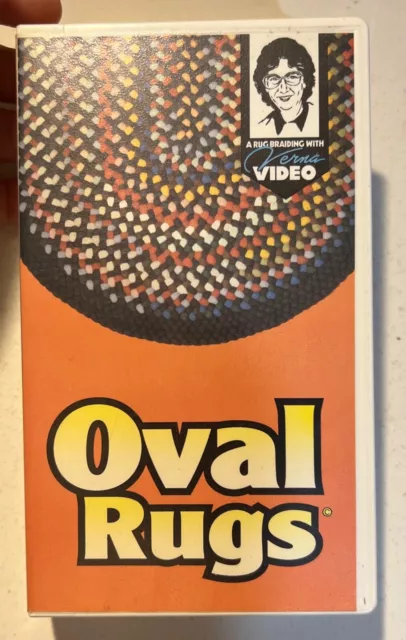 A RUG BRAIDING WITH
Verna
VIDEO
Oval
Rugs©